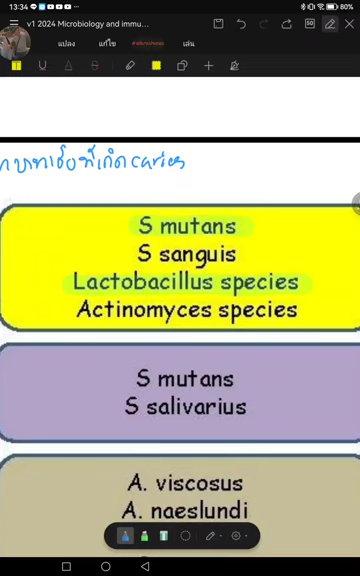 13:34
80%
v1 2024 Microbiology and immu...
แปลง
แก้ไข
เล่น
caries
S mutans
S sanguis
Lactobacillus species
Actinomyces species
S mutans
S salivarius
A. viscosus
A. naeslundi